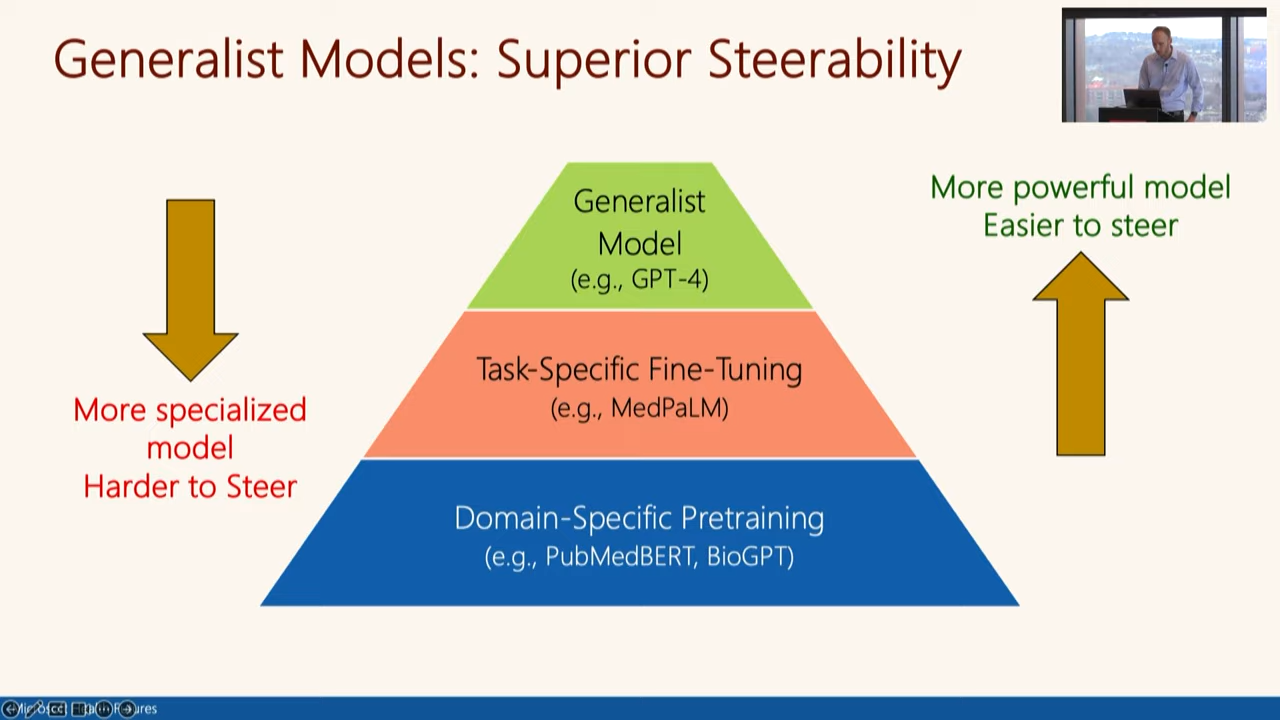 Generalist Models: Superior Steerability
Generalist
Model
(e.g., GPT-4)
More powerful model
Easier to steer
Task-Specific Fine-Tuning
(e.g., MedPaLM)
More specialized
model
Harder to Steer
Domain-Specific Pretraining
(e.g., PubMedBERT, BioGPT)